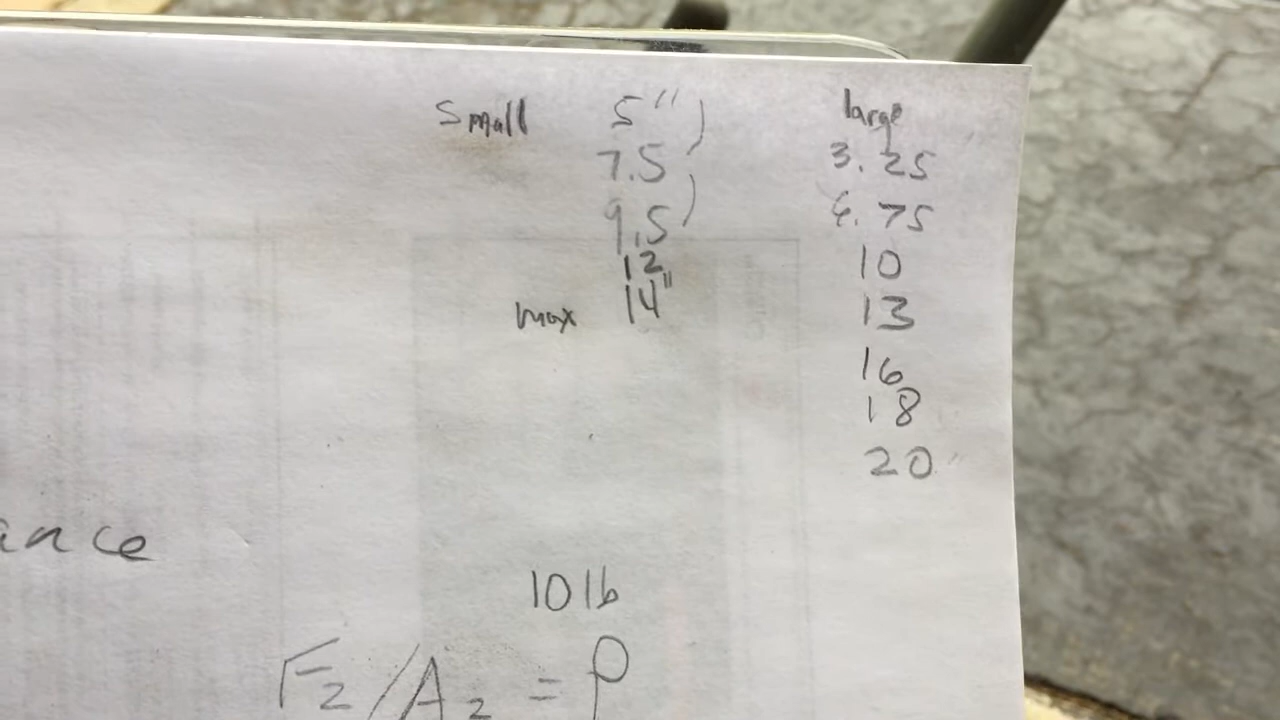 Small 5" large
7.5 3.25
9.5 6.75
12 10
max 14" 13
16
18
20
ance
10 lb
F2/A2 = P